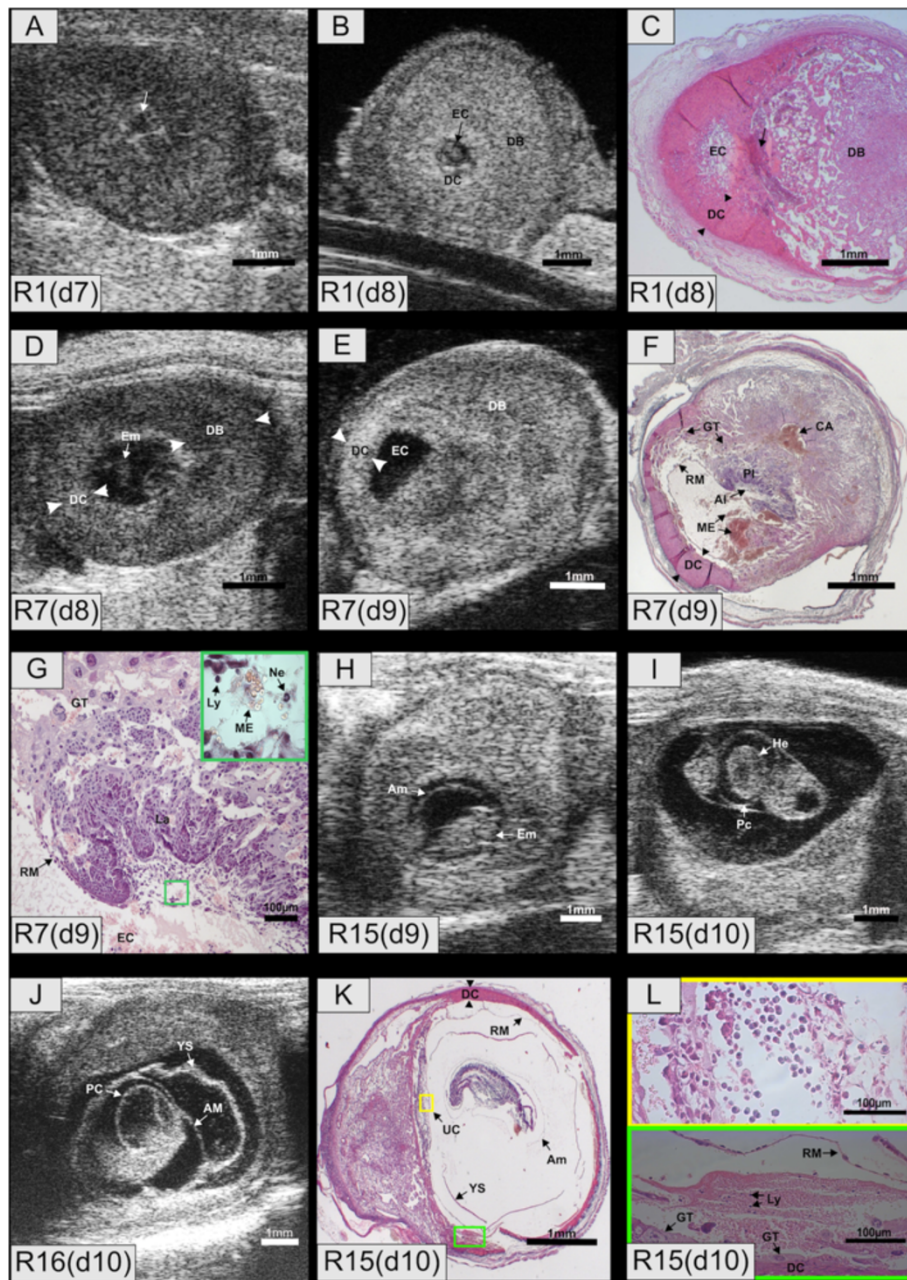 A
1mm
R1(d7)
B
EC
DB
DC
1mm
R1(d8)
C
EC
DB
DC
1mm
R1(d8)
D
Em
DB
DC
1mm
R7(d8)
E
DB
DC
EC
1mm
R7(d9)
F
GT
CA
RM
Pl
Al
ME
DC
1mm
R7(d9)
G
GT
Ly
Ne
ME
La
RM
EC
100µm
R7(d9)
H
Am
Em
1mm
R15(d9)
I
He
Pc
1mm
R15(d10)
J
YS
PC
AM
1mm
R16(d10)
K
DC
RM
UC
Am
YS
1mm
R15(d10)
L
100µm
RM
Ly
GT
GT
100µm
DC
R15(d10)